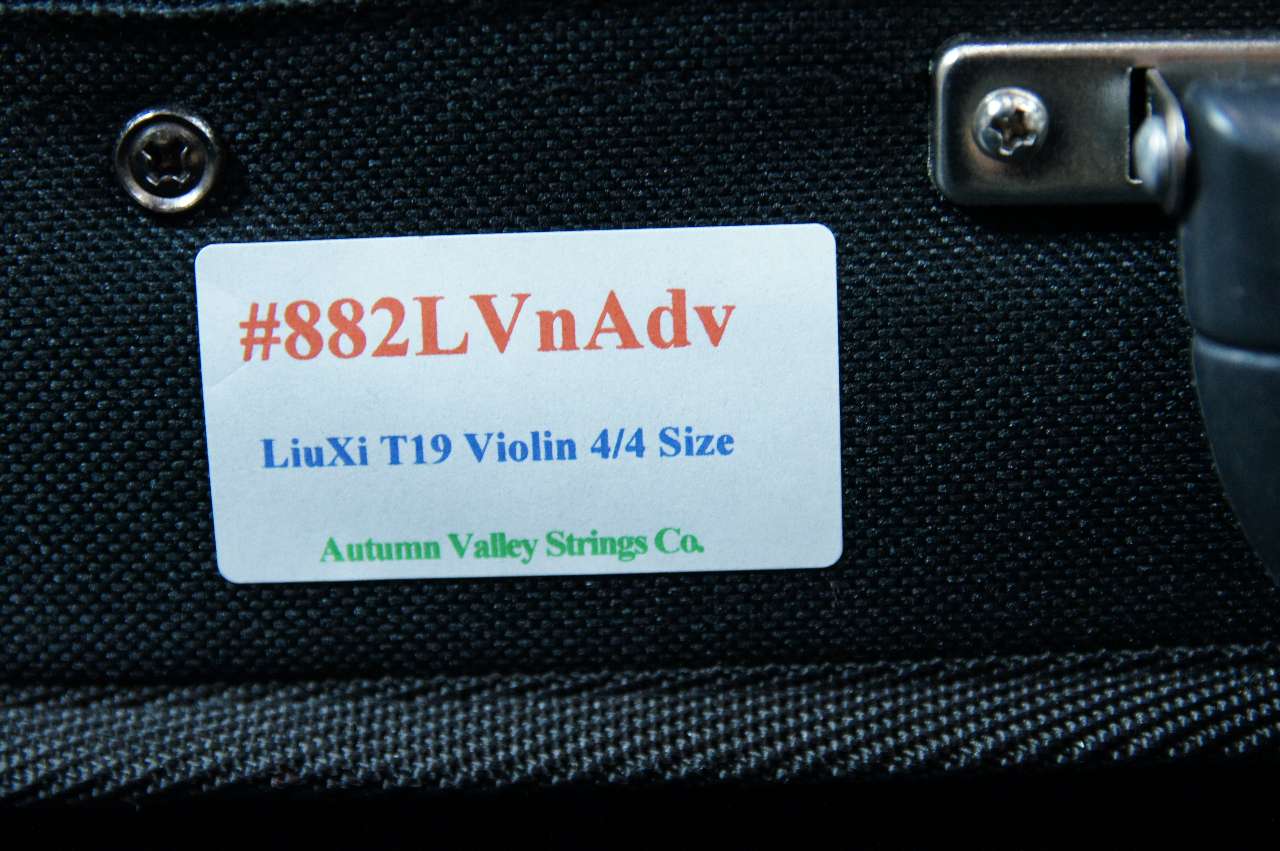 #882LVnAdv
LiuXi T19 Violin 4/4 Size
Autumn Valley Strings Co.